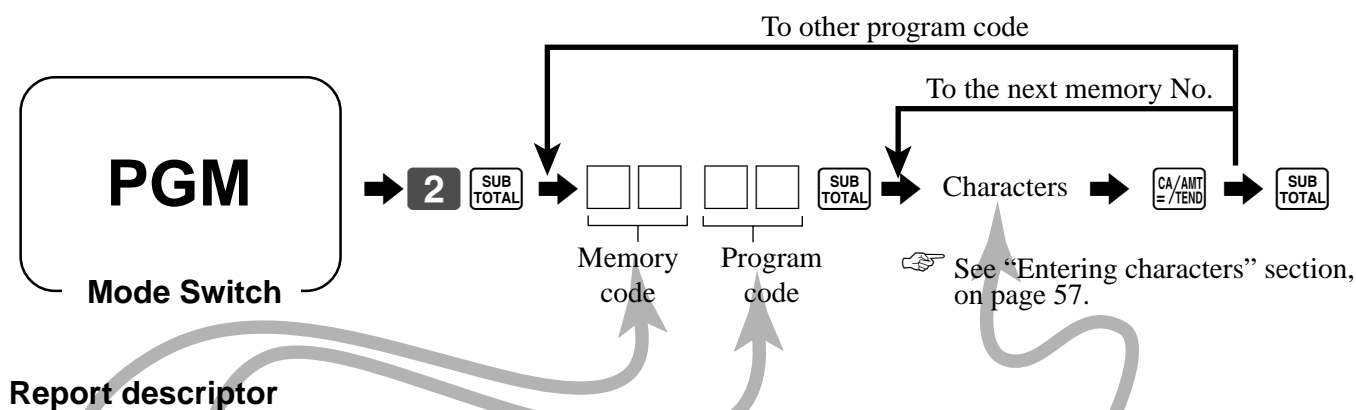 To other program code
To the next memory No.
PGM
Mode Switch
2
SUB
TOTAL
SUB
TOTAL
Characters
CA/AMT
=/TEND
SUB
TOTAL
Memory
code
Program
code
☞ See “Entering characters” section,
on page 57.
Report descriptor